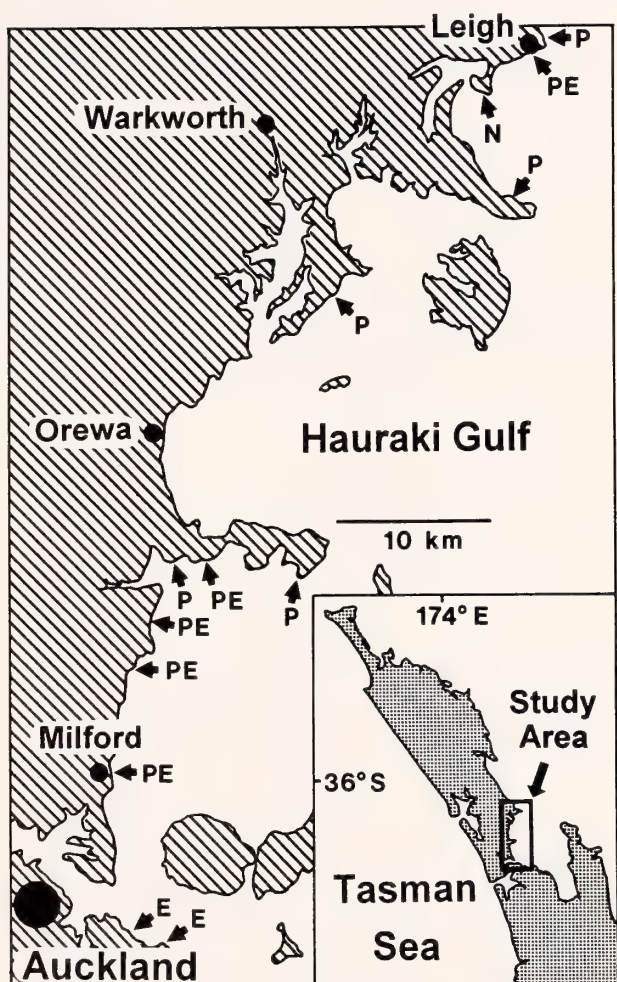 Leigh
P
PE
Warkworth
N
P
P
Orewa
Hauraki Gulf
10 km
P
PE
P
PE
PE
174° E
Study
Area
Milford
PE
36° S
E
E
Tasman
Sea
Auckland